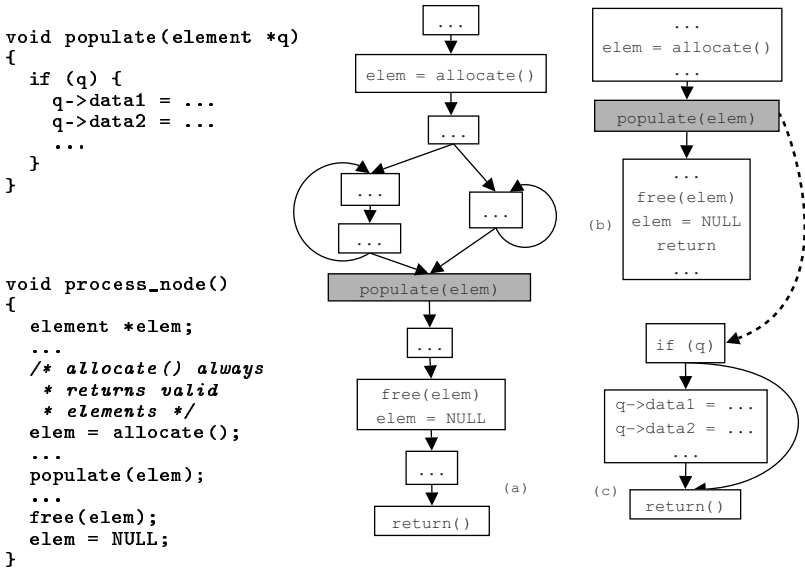 void populate(element *q)
{
if (q) {
q->data1 = ...
q->data2 = ...
...
}
}
void process_node()
{
element *elem;
...
/* allocate() always
* returns valid
* elements */
elem = allocate();
...
populate(elem);
...
free(elem);
elem = NULL;
}
...
elem = allocate()
...
...
...
...
populate(elem)
...
free(elem)
elem = NULL
...
return()
(a)
...
elem = allocate()
...
populate(elem)
...
free(elem)
elem = NULL
return
...
(b)
if (q)
q->data1 = ...
q->data2 = ...
...
return()
(c)